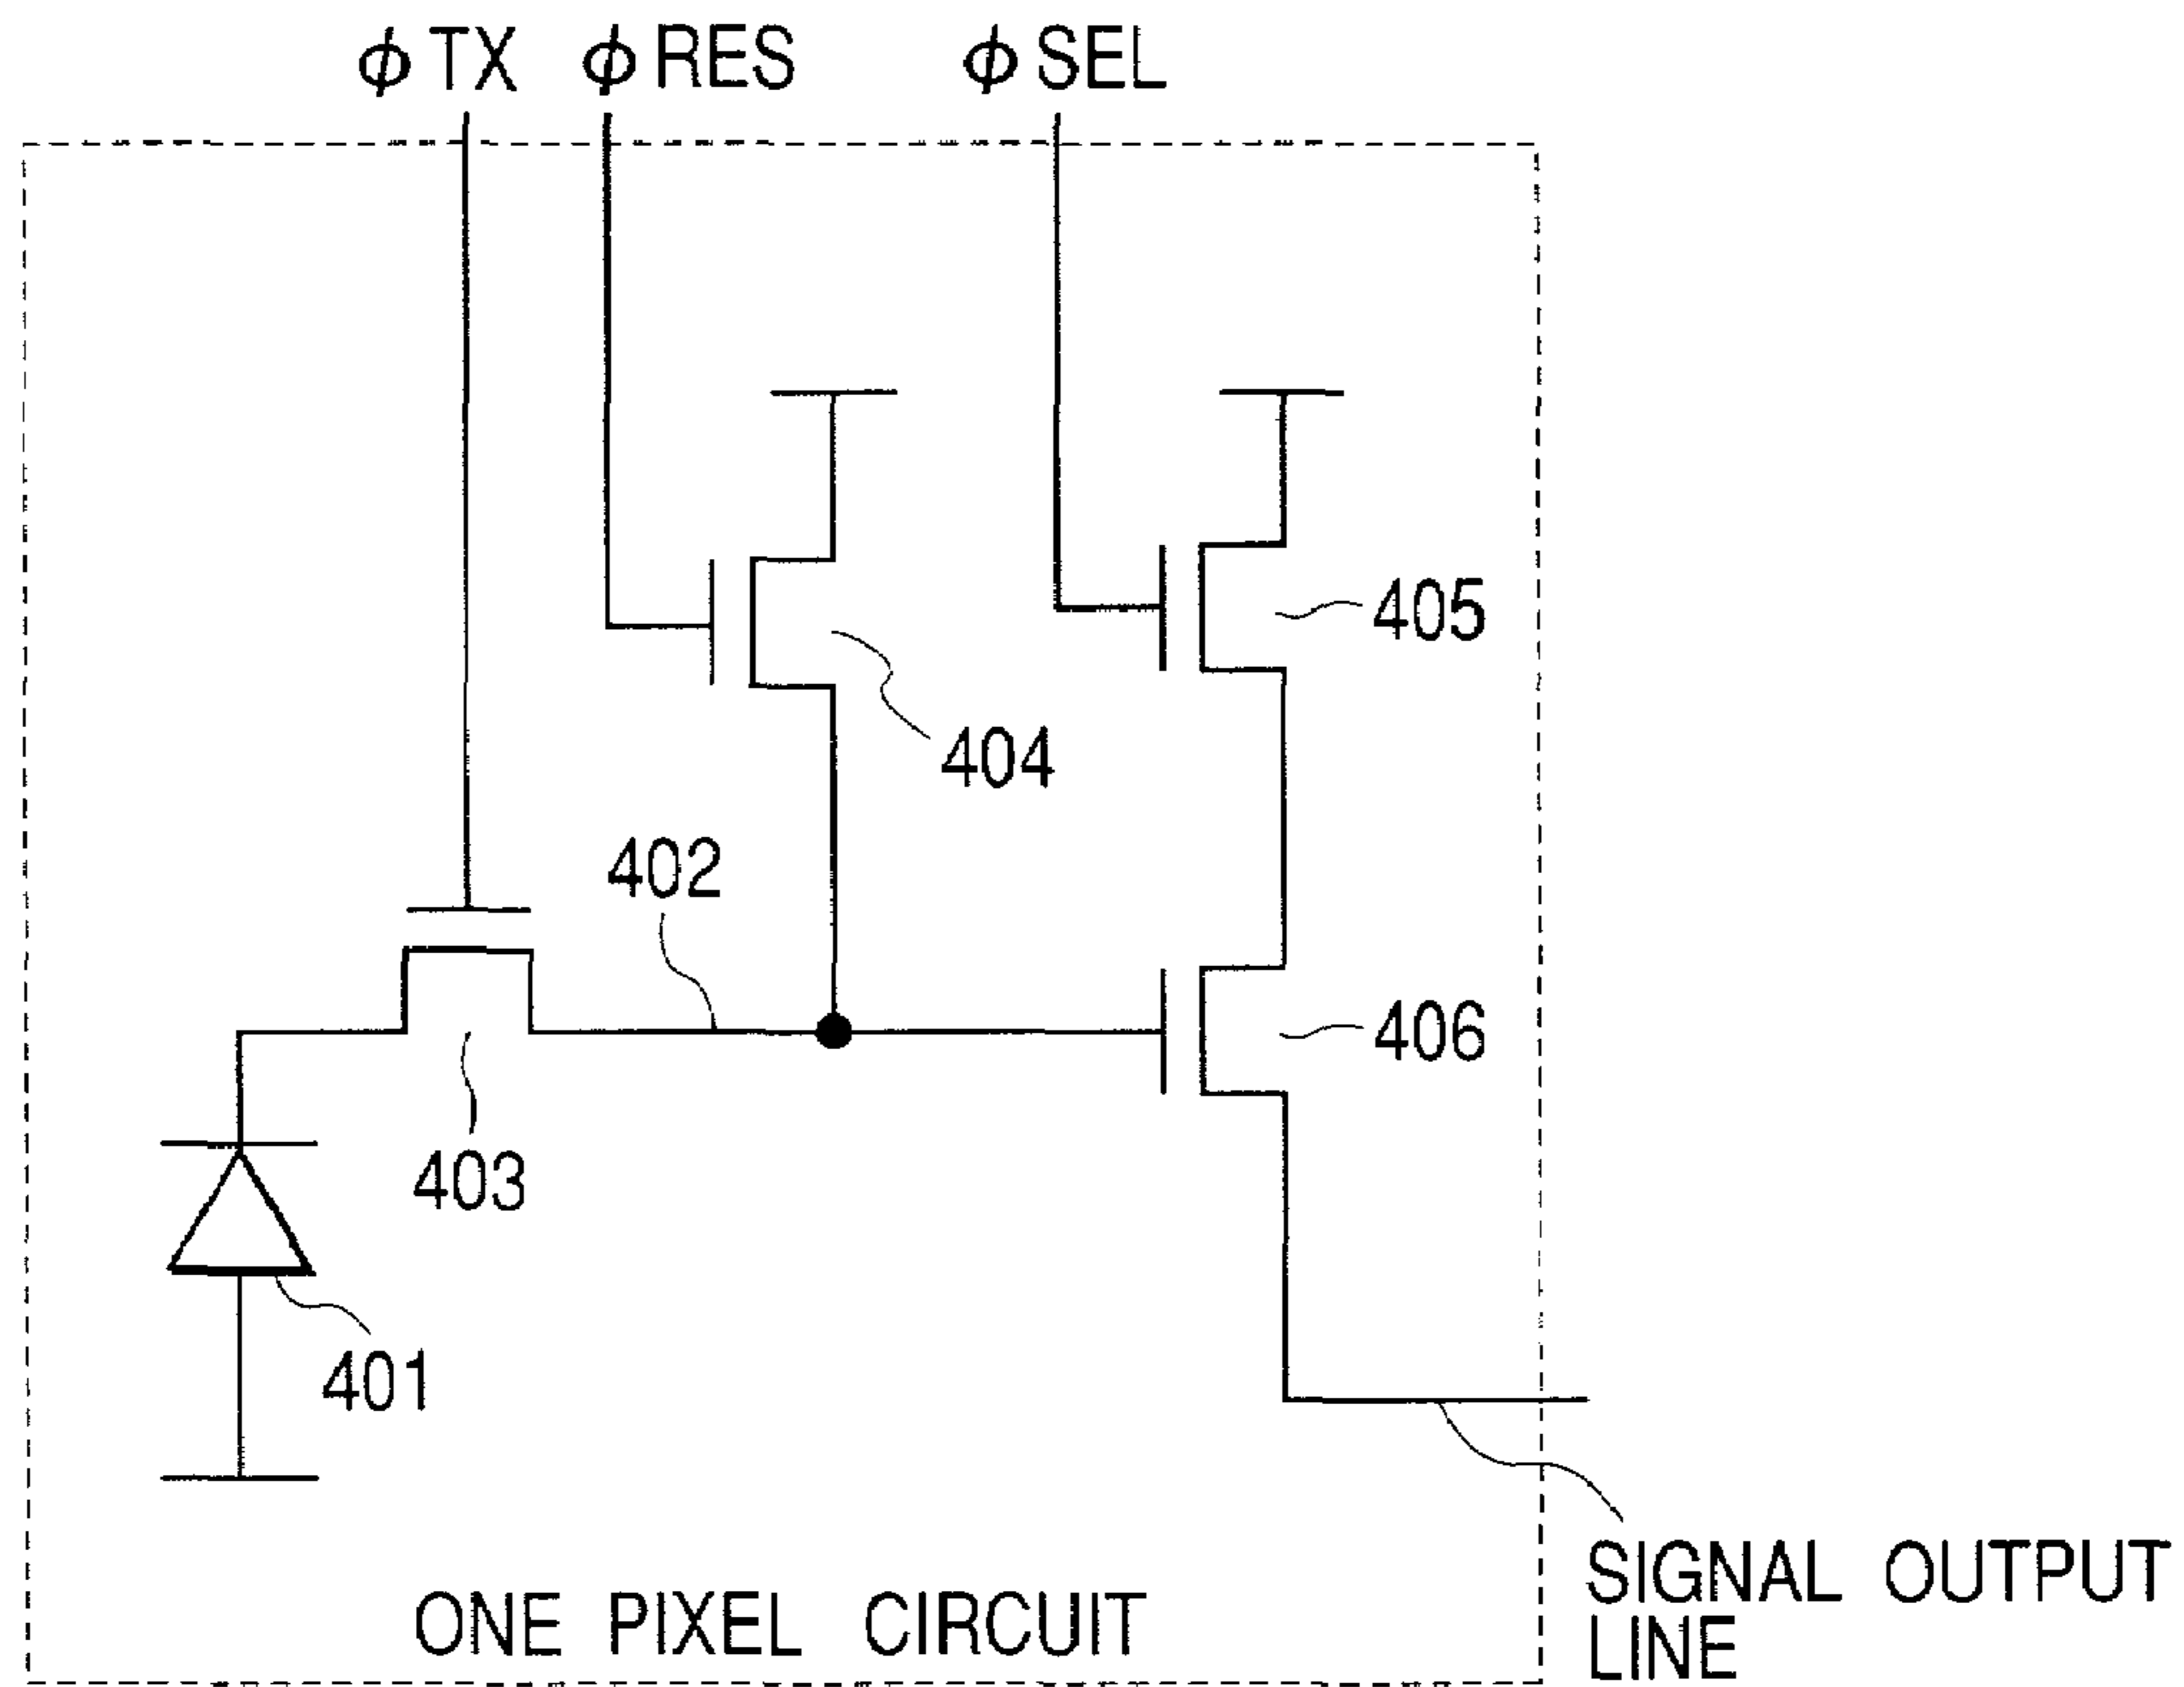 ϕTX ϕRES ϕSEL
405
404
402
406
403
401
SIGNAL OUTPUT
LINE
ONE PIXEL CIRCUIT